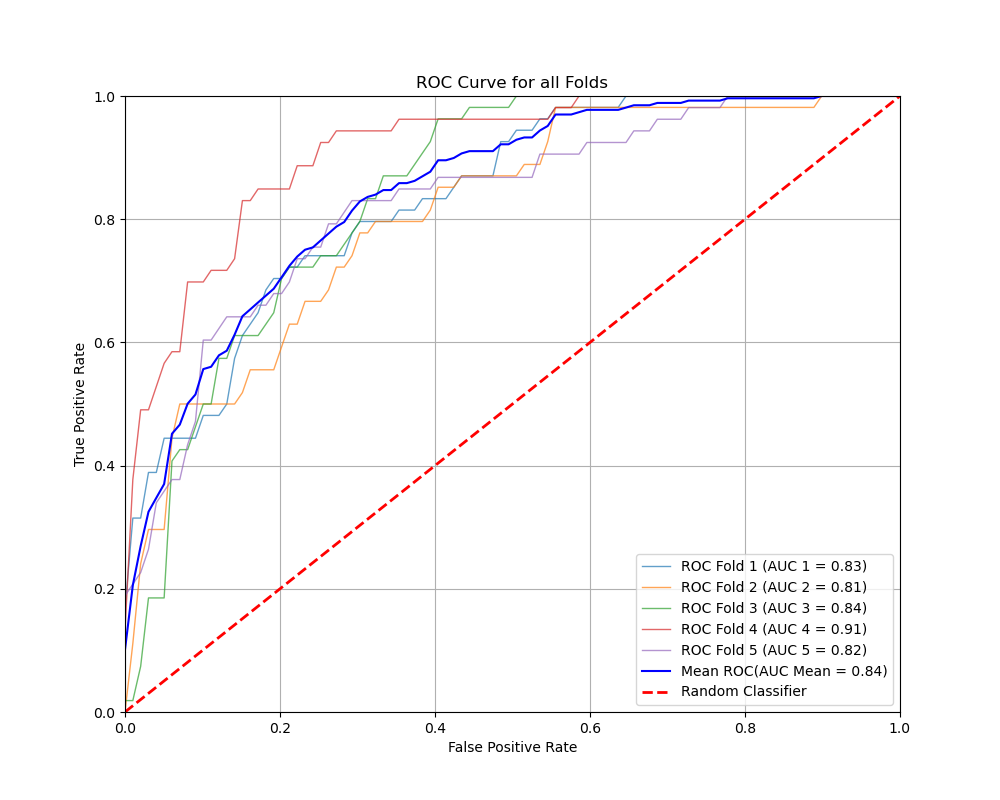 ROC Curve for all Folds
True Positive Rate
1.0
0.8
0.6
0.4
0.2
0.0
ROC Fold 1 (AUC 1 = 0.83)
ROC Fold 2 (AUC 2 = 0.81)
ROC Fold 3 (AUC 3 = 0.84)
ROC Fold 4 (AUC 4 = 0.91)
ROC Fold 5 (AUC 5 = 0.82)
Mean ROC(AUC Mean = 0.84)
Random Classifier
0.0 0.2 0.4 0.6 0.8 1.0
False Positive Rate